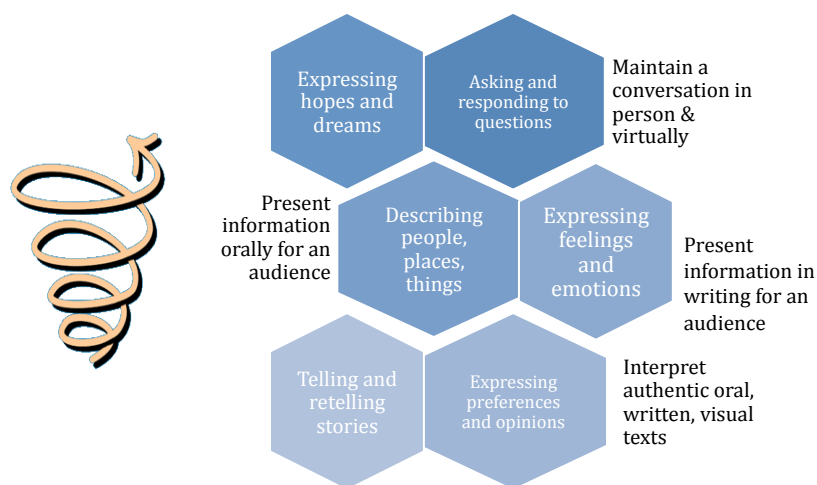 Expressing
hopes and
dreams
Asking and
responding to
questions
Maintain a
conversation in
person &
virtually
Present
information
orally for an
audience
Describing
people,
places,
things
Expressing
feelings
and
emotions
Present
information in
writing for an
audience
Telling and
retelling
stories
Expressing
preferences
and opinions
Interpret
authentic oral,
written, visual
texts